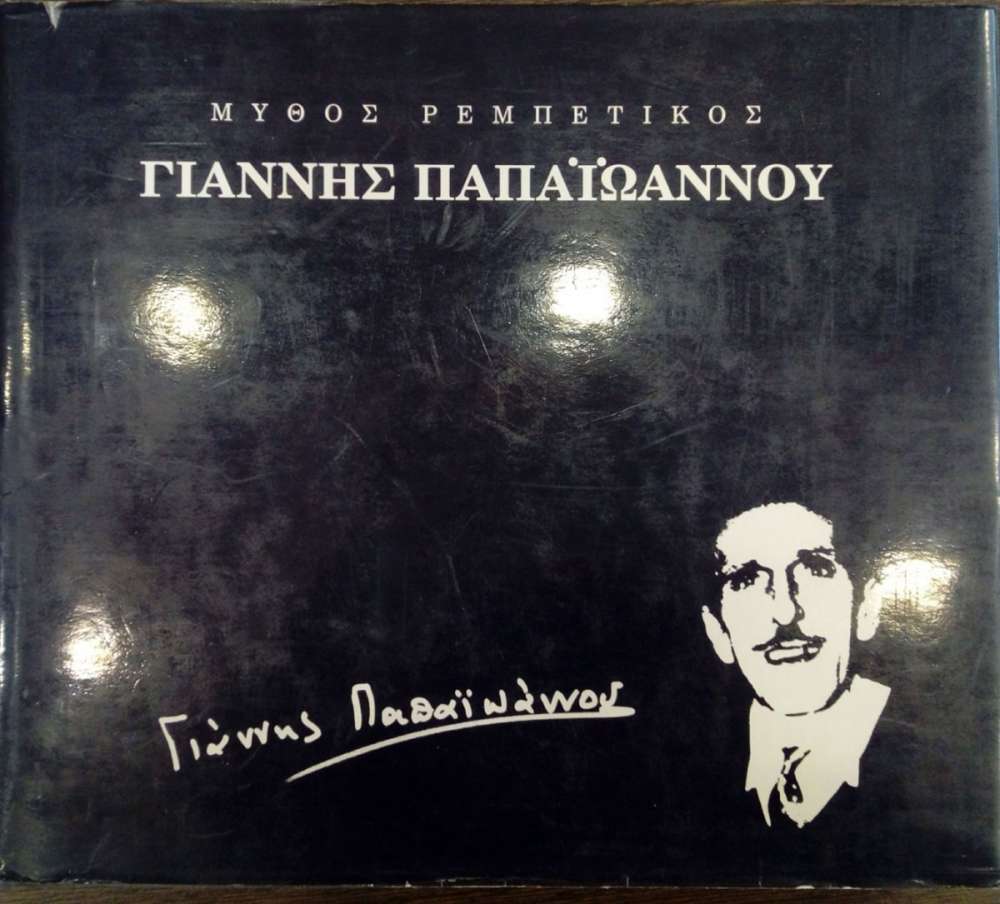 ΜΥΘΟΣ ΡΕΜΠΕΤΙΚΟΣ
ΓΙΑΝΝΗΣ ΠΑΠΑΪΩΑΝΝΟΥ
Γιάννης Παπαϊωάννου